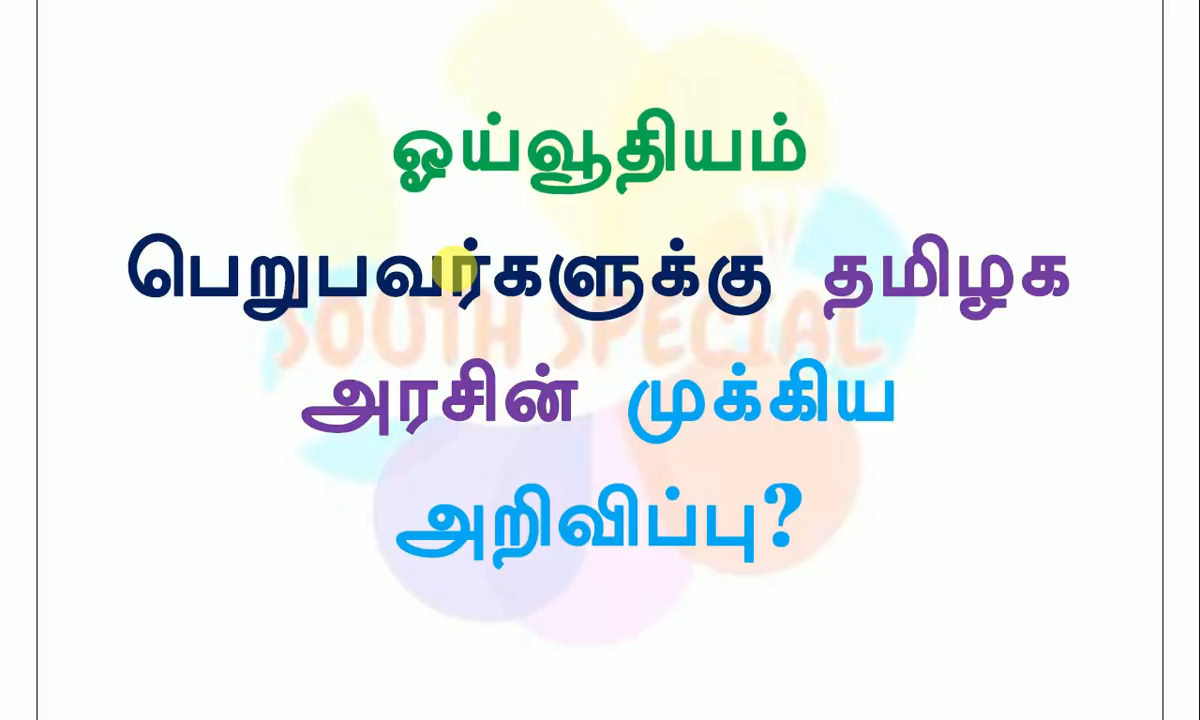 ஓய்வூதியம்
பெறுபவர்களுக்கு தமிழக
SOUTH SPECIAL
அரசின் முக்கிய
அறிவிப்பு?